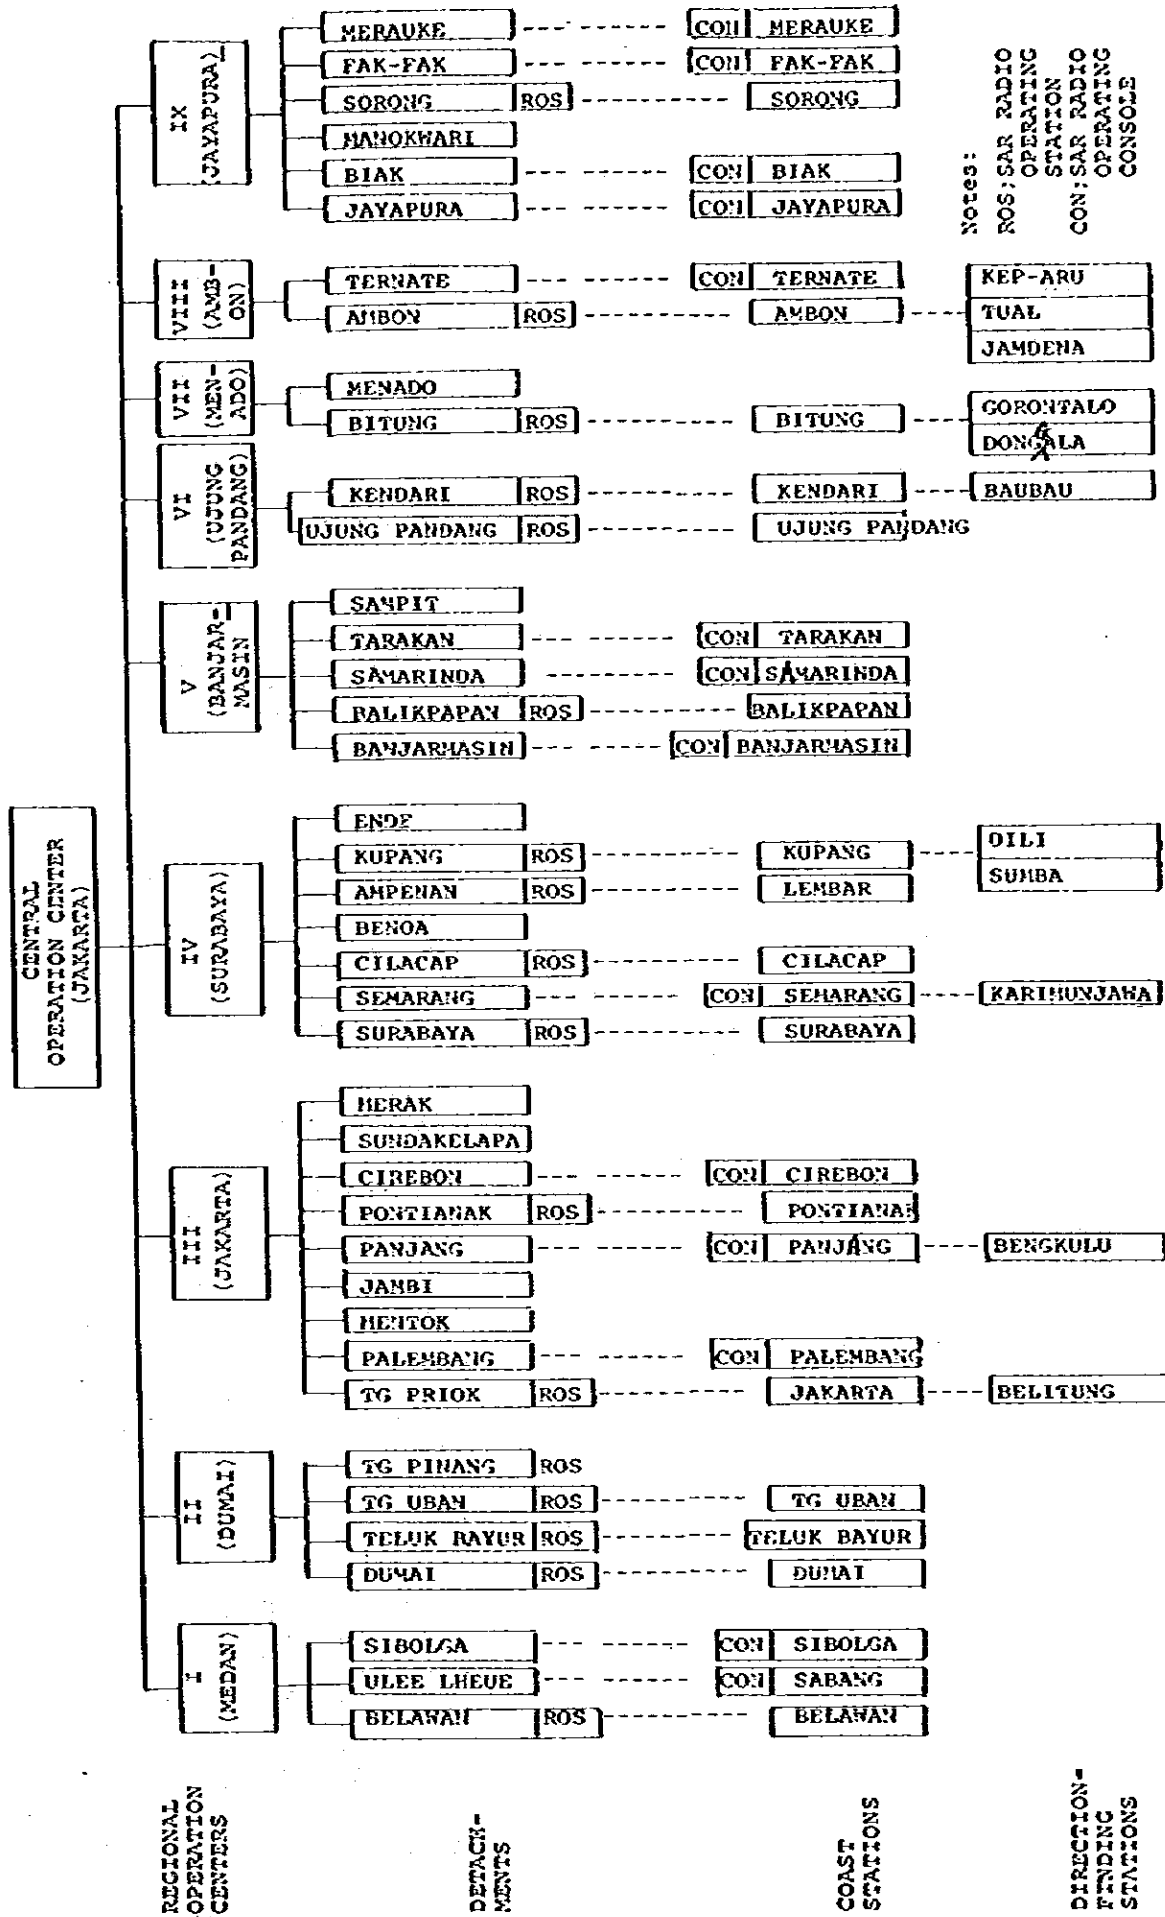 CENTRAL
OPERATION CENTER
(JAKARTA)
REGIONAL
OPERATION
CENTERS
I
(MEDAN)
II
(DUMAI)
III
(JAKARTA)
IV
(SURABAYA)
V
(BANJAR-
MASIN
VI
(UJUNG
PANDANG)
VII
(MEN-
ADO)
VIII
(AMB-
ON)
IX
(JAYAPURA)
DETACH-
MENTS
COAST
STATIONS
DIRECTION-
FINDING
STATIONS
MERAUKE CON MERAUKE
FAK-FAK CON FAK-FAK
SORONG ROS SORONG
MANOKWARI
BIAK CON BIAK
JAYAPURA CON JAYAPURA
TERNATE CON TERNATE KEP-ARU
AMBON ROS AMBON TUAL
JAMDENA
MENADO
BITUNG ROS BITUNG GORONTALO
DONGALA
KENDARI ROS KENDARI BAUBAU
UJUNG PANDANG ROS UJUNG PANDANG
SAMPIT
TARAKAN CON TARAKAN
SAMARINDA CON SAMARINDA
BALIKPAPAN ROS BALIKPAPAN
BANJARMASIN CON BANJARMASIN
ENDE
KUPANG ROS KUPANG DILI
AMPENAN ROS LEMBAR SUMBA
BENOA
CILACAP ROS CILACAP
SEMARANG CON SEMARANG KARIMUNJAWA
SURABAYA ROS SURABAYA
MERAK
SUNDAKELAPA
CIREBON CON CIREBON
PONTIANAK ROS PONTIANAK
PANJANG CON PANJANG BENGKULU
JAMBI
MENTOK
PALEMBANG CON PALEMBANG
TG PRIOK ROS JAKARTA BELITUNG
TG PINANG ROS
TG UBAN ROS TG UBAN
TELUK BAYUR ROS TELUK BAYUR
DUMAI ROS DUMAI
SIBOLGA CON SIBOLGA
ULEE LHEUE CON SABANG
BELAWAN ROS BELAWAN
Notes:
ROS;SAR RADIO
OPERATING
STATION
CON:SAR RADIO
OPERATING
CONSOLE